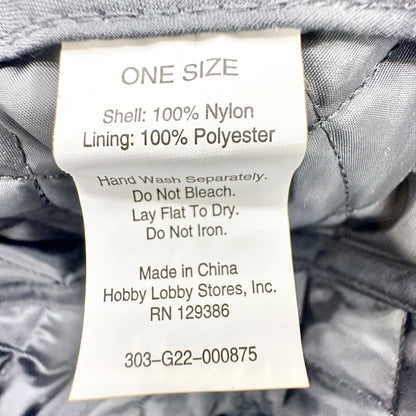 ONE SIZE
Shell: 100% Nylon
Lining: 100% Polyester
Hand Wash Separately.
Do Not Bleach.
Lay Flat To Dry.
Do Not Iron.
Made in China
Hobby Lobby Stores, Inc.
RN 129386
303-G22-000875